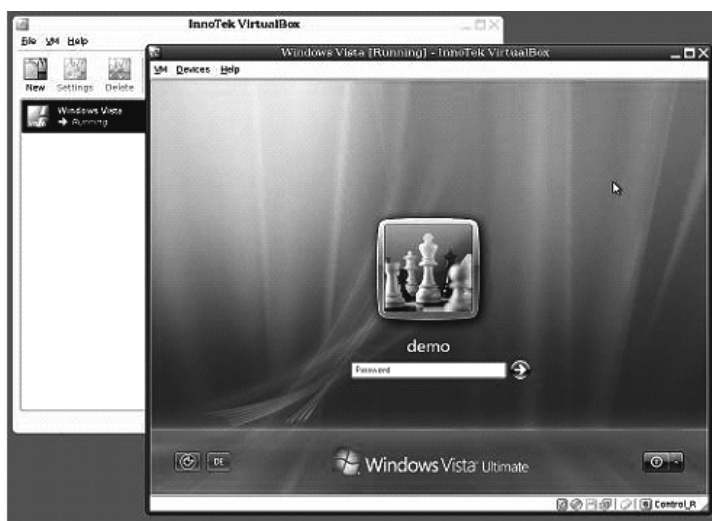 InnoTek VirtualBox
File VM Help
New Settings Delete
Windows Vista
Running
Windows Vista [Running] - InnoTek VirtualBox
VM Devices Help
demo
Password
DE
Windows Vista Ultimate
Control_R